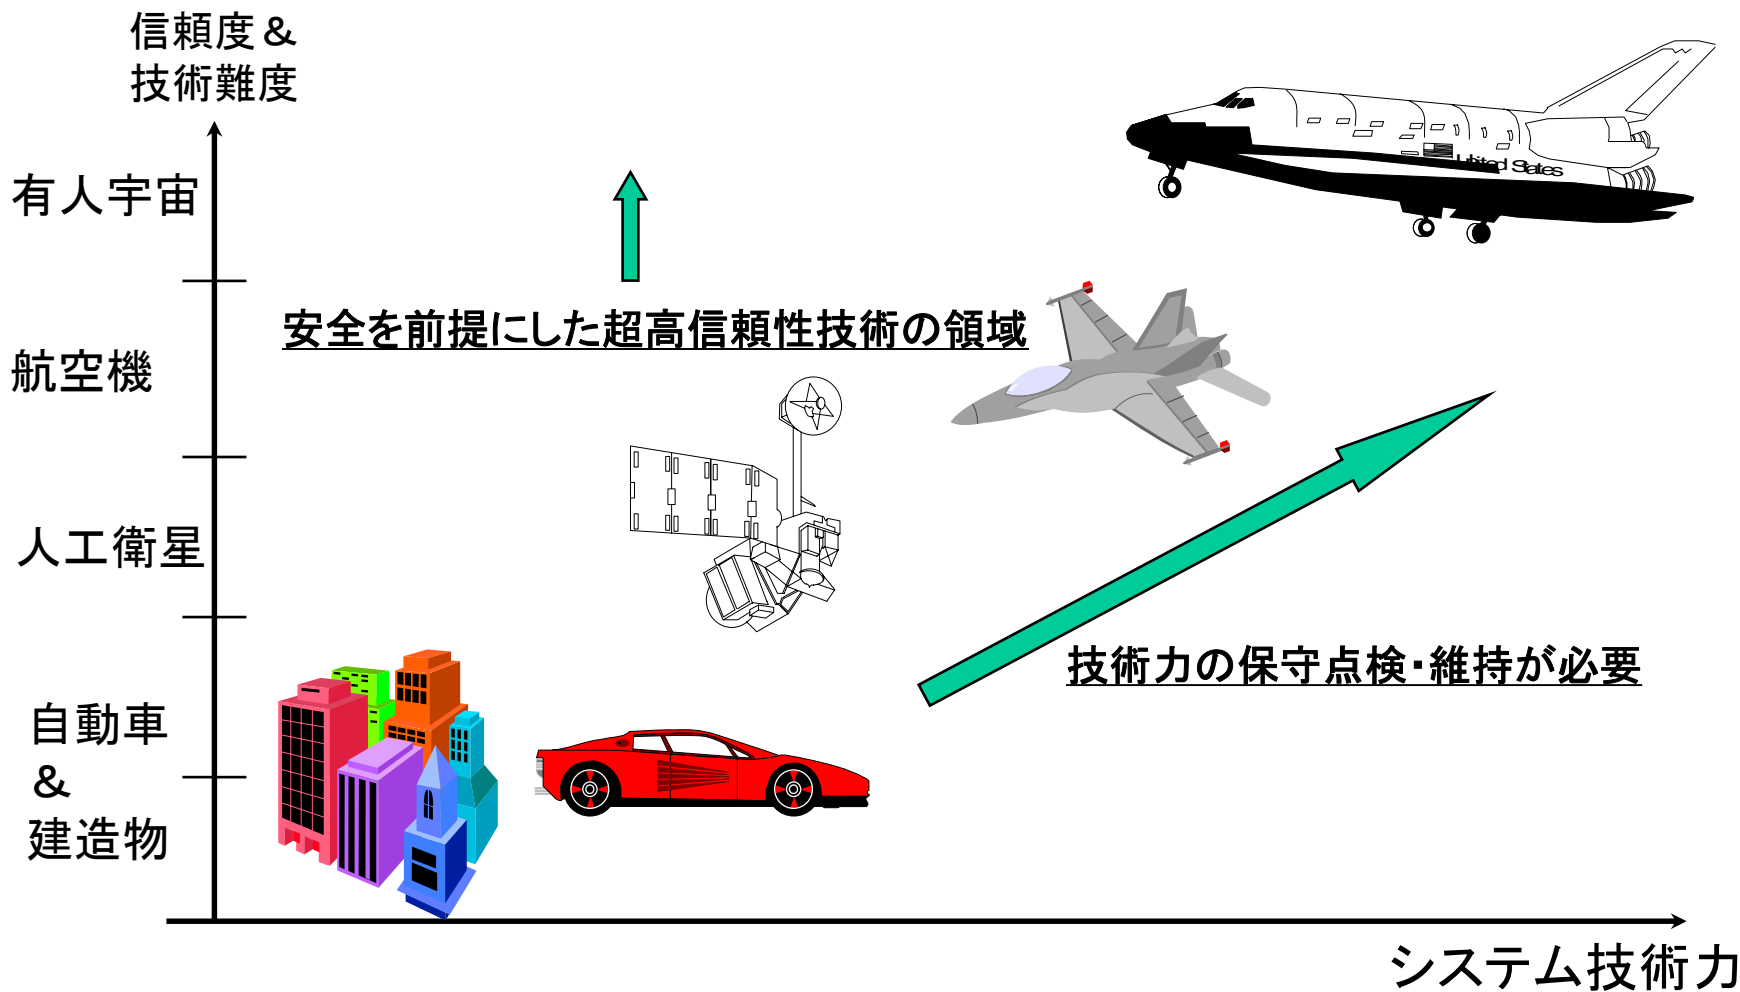 信頼度＆
技術難度
有人宇宙
United States
安全を前提にした超高信頼性技術の領域
航空機
人工衛星
技術力の保守点検・維持が必要
自動車
＆
建造物
システム技術力